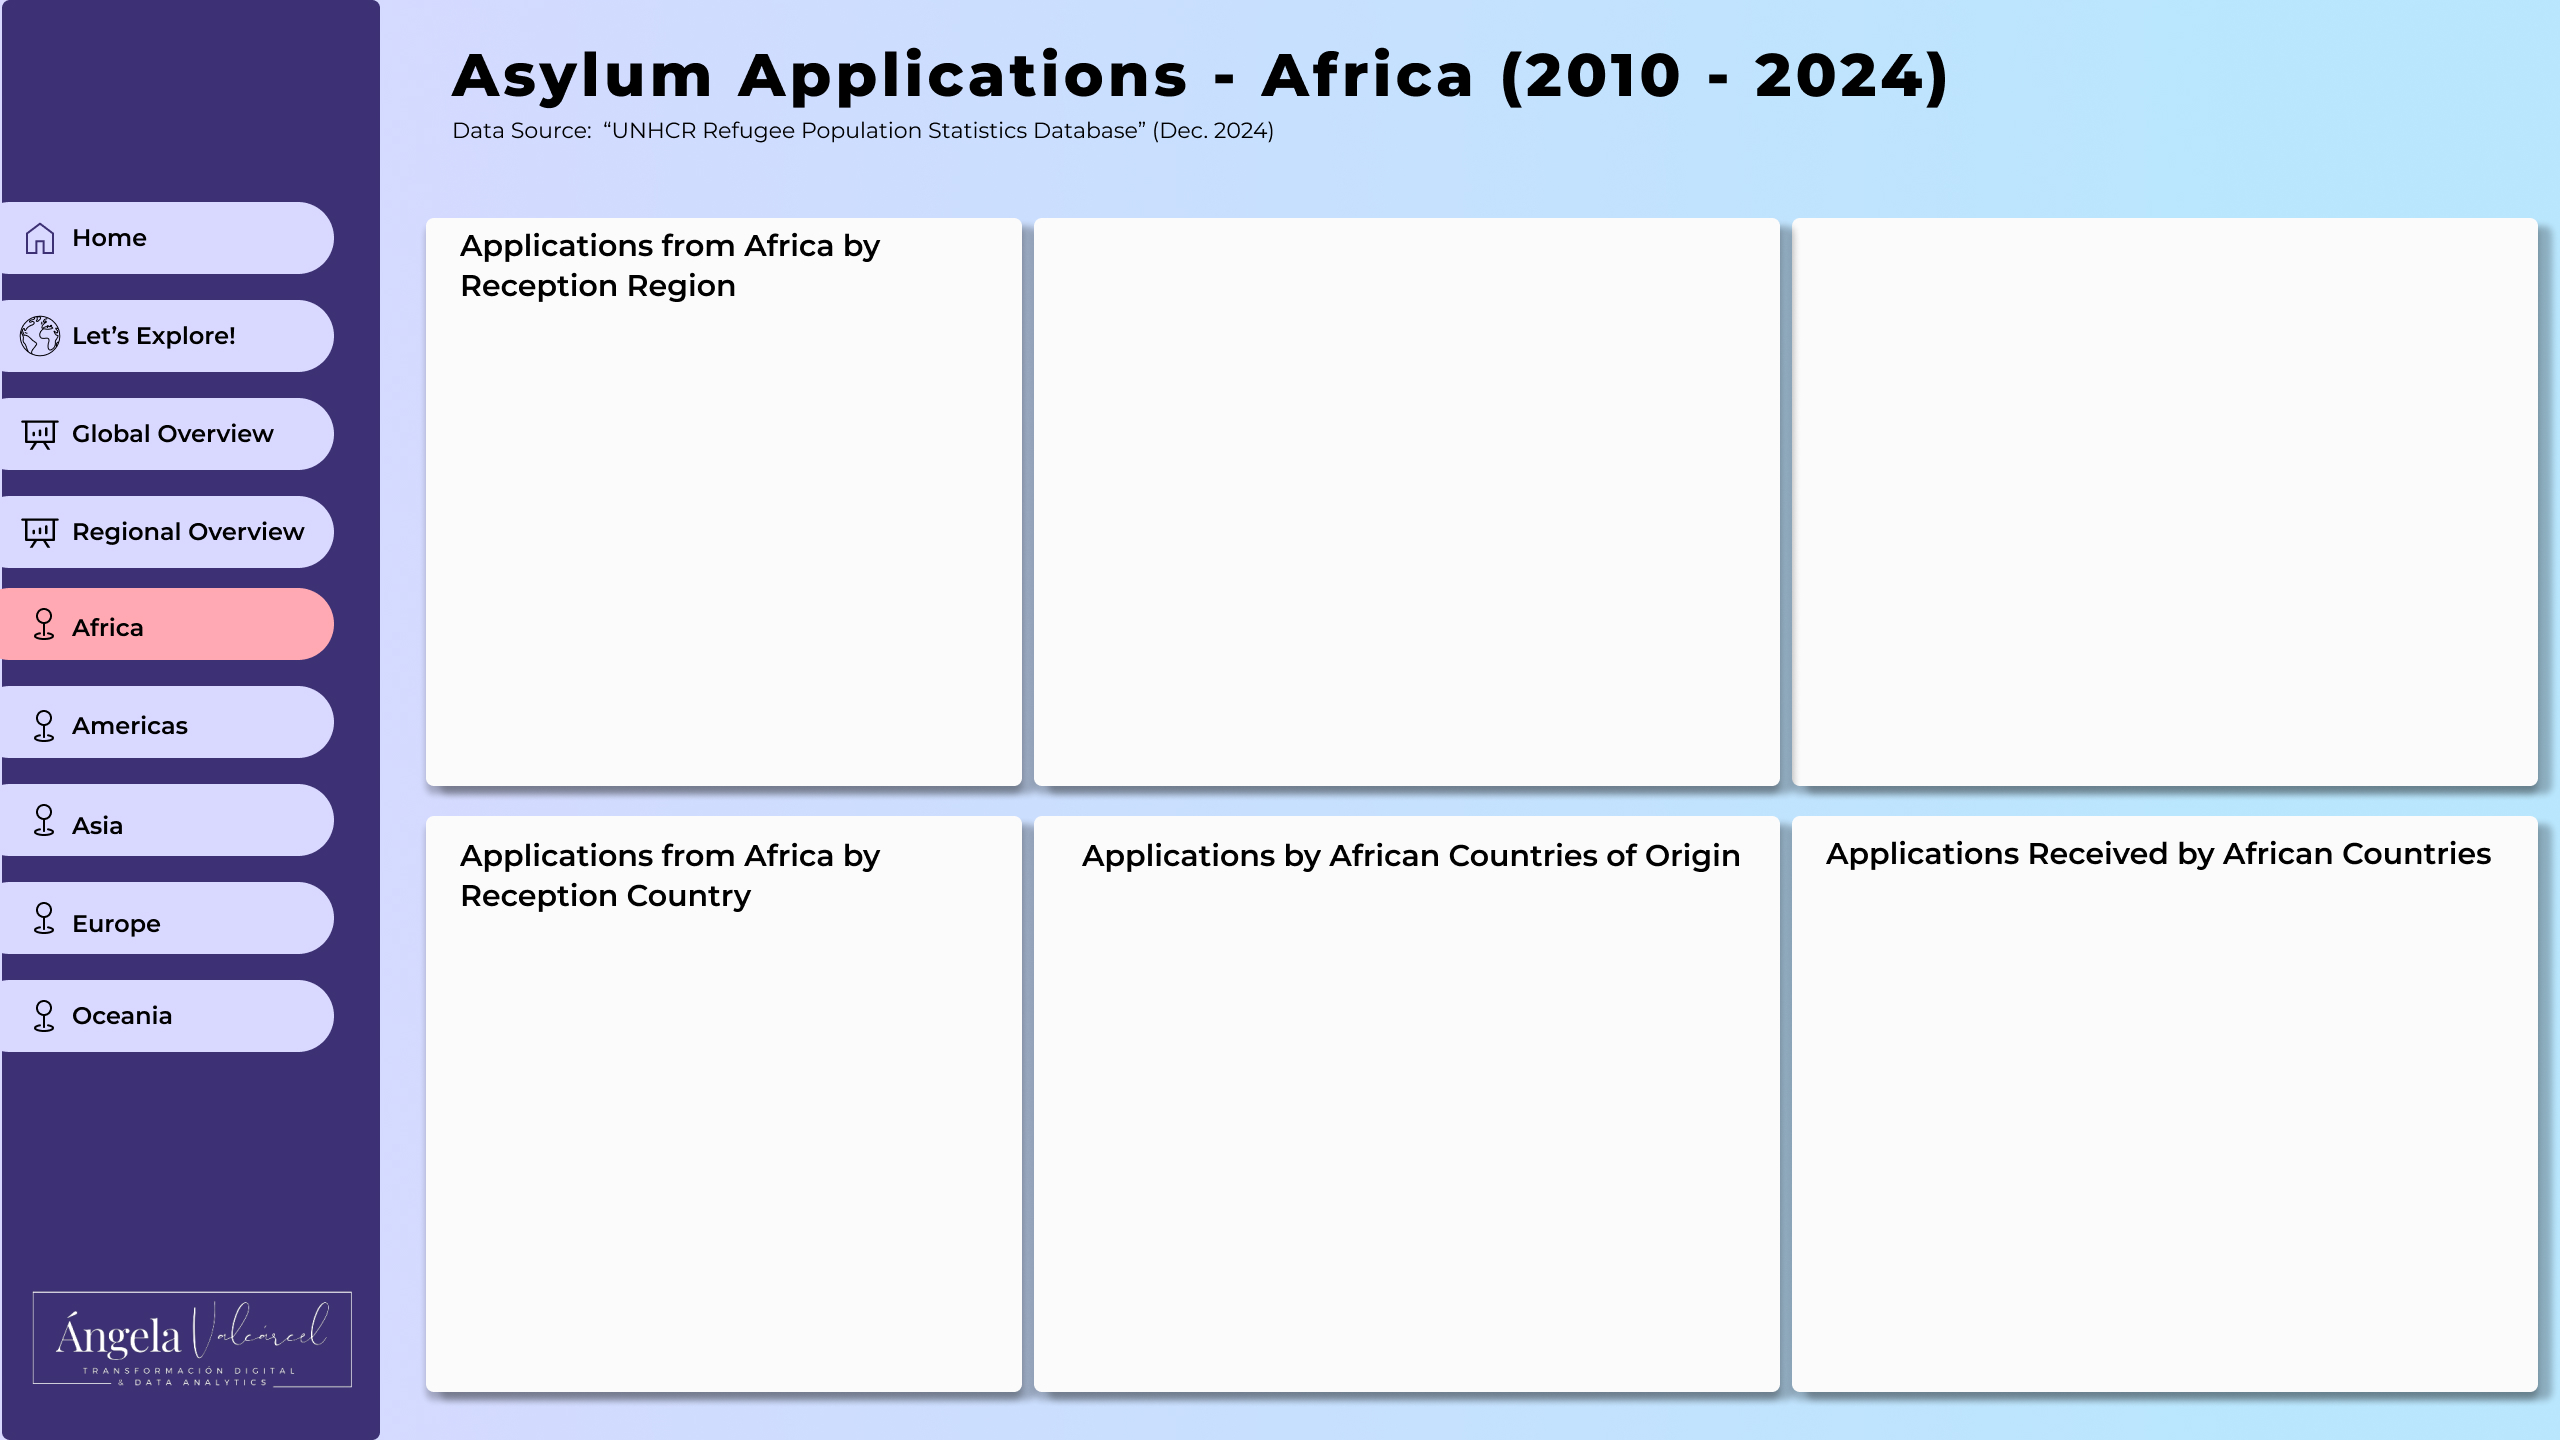 Asylum Applications - Africa (2010 - 2024)
Data Source:  “UNHCR Refugee Population Statistics Database” (Dec. 2024)
Home
Let’s Explore!
Global Overview
Regional Overview
Africa
Americas
Asia
Europe
Oceania
Ángela Valcárcel
TRANSFORMACIÓN DIGITAL
& DATA ANALYTICS
Applications from Africa by
Reception Region
Applications from Africa by
Reception Country
Applications by African Countries of Origin
Applications Received by African Countries